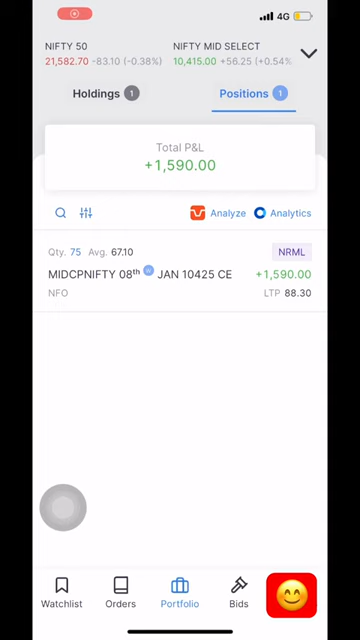 4G
NIFTY 50
21,582.70 -83.10 (-0.38%)
NIFTY MID SELECT
10,415.00 +56.25 (+0.54%
Holdings 1
Positions 1
Total P&L
+1,590.00
Analyze
Analytics
Qty. 75 Avg. 67.10
NRML
MIDCPNIFTY 08th W JAN 10425 CE
+1,590.00
NFO
LTP 88.30
Watchlist
Orders
Portfolio
Bids